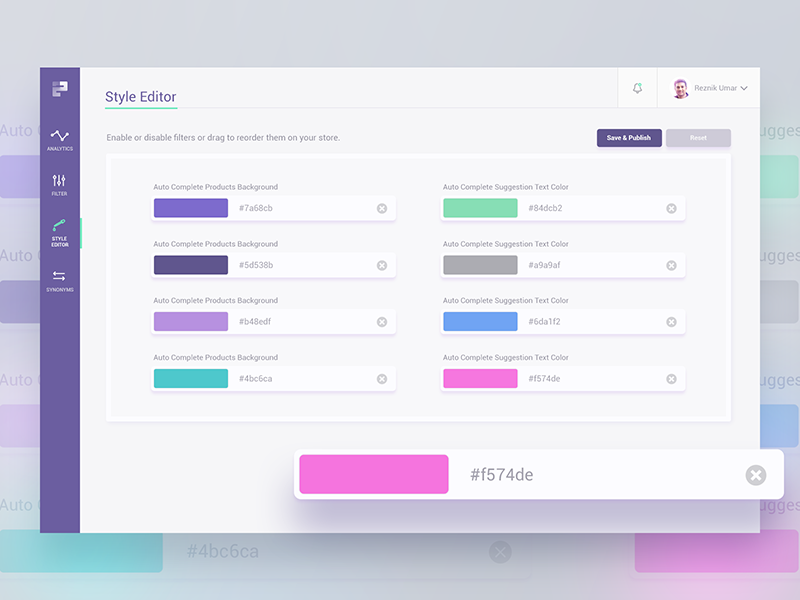 Style Editor
Reznik Umar
ANALYTICS
FILTER
STYLE
EDITOR
SYNONYMS
Enable or disable filters or drag to reorder them on your store.
Save & Publish
Reset
Auto Complete Products Background
#7a68cb
Auto Complete Suggestion Text Color
#84dcb2
Auto Complete Products Background
#5d538b
Auto Complete Suggestion Text Color
#a9a9af
Auto Complete Products Background
#b48edf
Auto Complete Suggestion Text Color
#6da1f2
Auto Complete Products Background
#4bc6ca
Auto Complete Suggestion Text Color
#f574de
#f574de
Auto
Auto
Auto
Auto
#4bc6ca